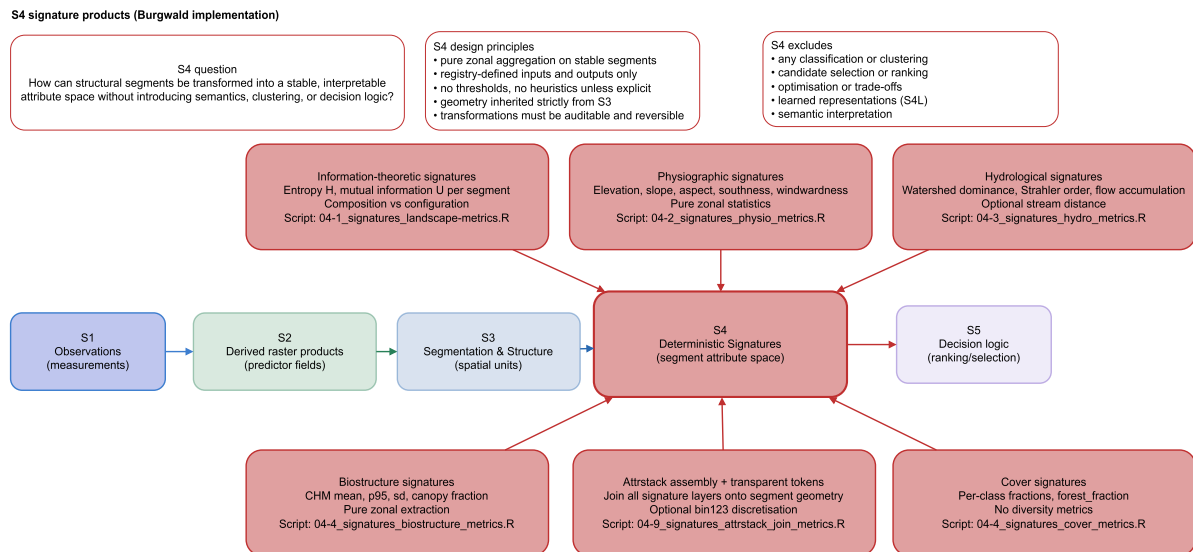 S4 signature products (Burgwald implementation)
S4 question
How can structural segments be transformed into a stable, interpretable
attribute space without introducing semantics, clustering, or decision logic?
S4 design principles
• pure zonal aggregation on stable segments
• registry-defined inputs and outputs only
• no thresholds, no heuristics unless explicit
• geometry inherited strictly from S3
• transformations must be auditable and reversible
S4 excludes
• any classification or clustering
• candidate selection or ranking
• optimisation or trade-offs
• learned representations (S4L)
• semantic interpretation
Information-theoretic signatures
Entropy H, mutual information U per segment
Composition vs configuration
Script: 04-1_signatures_landscape-metrics.R
Physiographic signatures
Elevation, slope, aspect, southness, windwardness
Pure zonal statistics
Script: 04-2_signatures_physio_metrics.R
Hydrological signatures
Watershed dominance, Strahler order, flow accumulation
Optional stream distance
Script: 04-3_signatures_hydro_metrics.R
S1
Observations
(measurements)
S2
Derived raster products
(predictor fields)
S3
Segmentation & Structure
(spatial units)
S4
Deterministic Signatures
(segment attribute space)
S5
Decision logic
(ranking/selection)
Biostructure signatures
CHM mean, p95, sd, canopy fraction
Pure zonal extraction
Script: 04-4_signatures_biostructure_metrics.R
Attrstack assembly + transparent tokens
Join all signature layers onto segment geometry
Optional bin123 discretisation
Script: 04-9_signatures_attrstack_join_metrics.R
Cover signatures
Per-class fractions, forest_fraction
No diversity metrics
Script: 04-4_signatures_cover_metrics.R